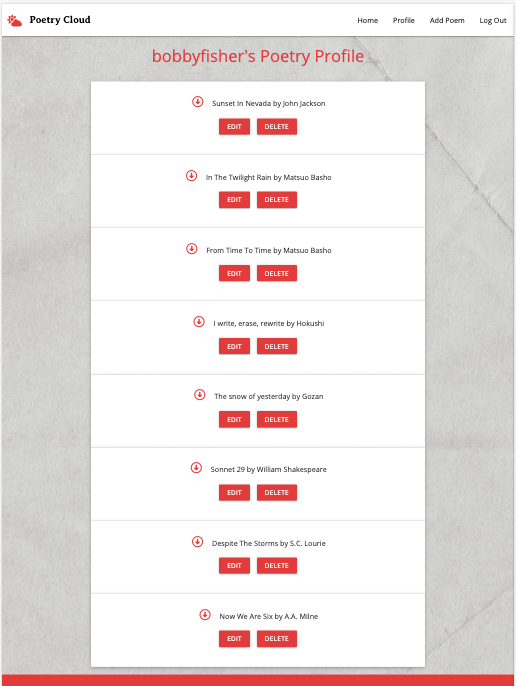 Poetry Cloud
Home Profile Add Poem Log Out
bobbyfisher's Poetry Profile
Sunset In Nevada by John Jackson
EDIT DELETE
In The Twilight Rain by Matsuo Basho
EDIT DELETE
From Time To Time by Matsuo Basho
EDIT DELETE
I write, erase, rewrite by Hokushi
EDIT DELETE
The snow of yesterday by Gozan
EDIT DELETE
Sonnet 29 by William Shakespeare
EDIT DELETE
Despite The Storms by S.C. Lourie
EDIT DELETE
Now We Are Six by A.A. Milne
EDIT DELETE